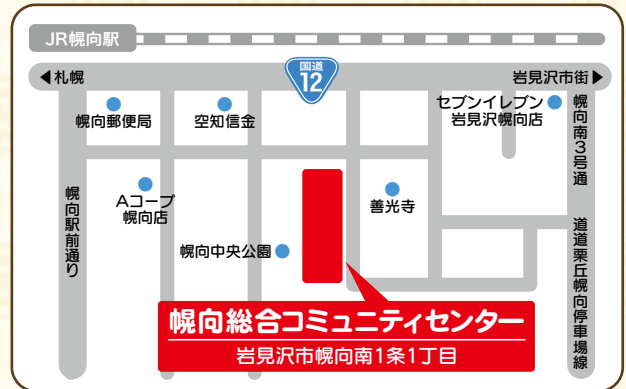 JR幌向駅
◀札幌
国道
12
岩見沢市街▶
幌向郵便局
空知信金
セブンイレブン
岩見沢幌向店
幌向南3号通
Aコープ
幌向店
善光寺
幌向駅前通り
幌向中央公園
道道栗丘幌向停車場線
幌向総合コミュニティセンター
岩見沢市幌向南1条1丁目